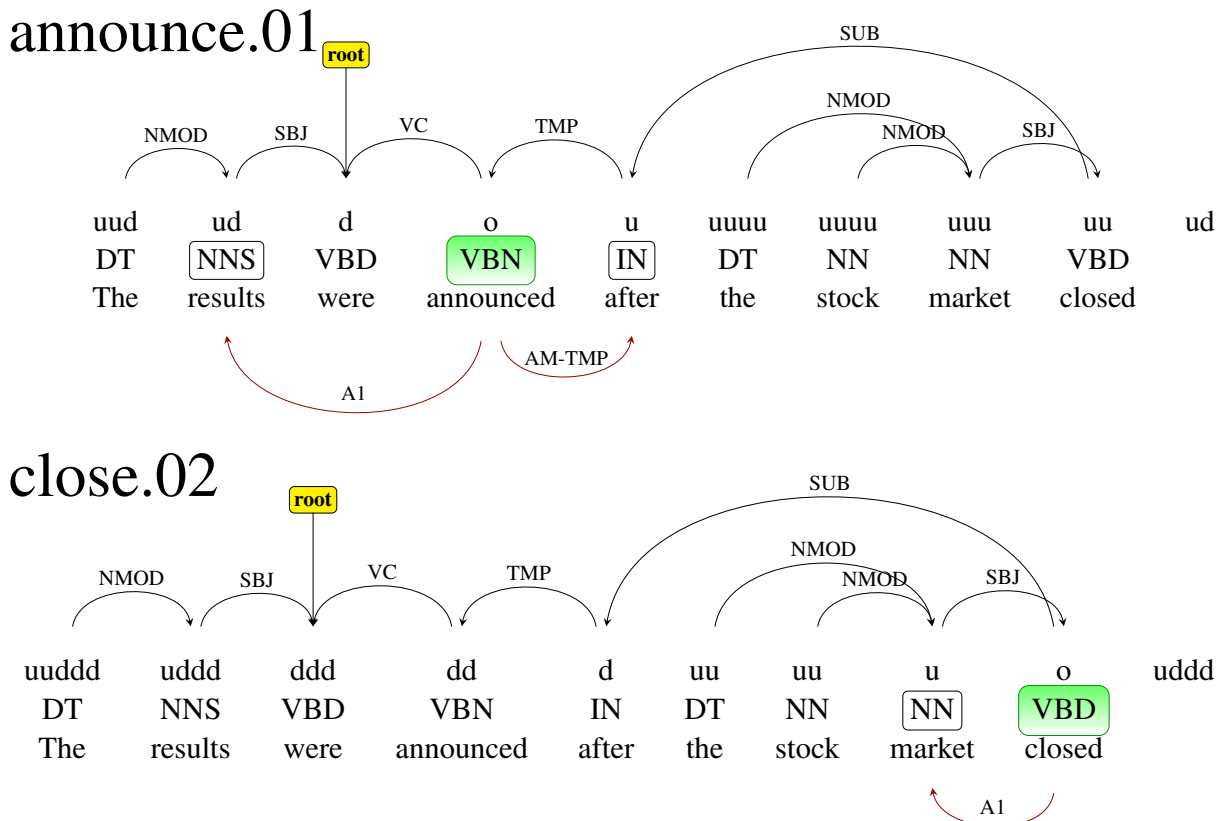 announce.01
root
SUB
NMOD
NMOD SBJ VC TMP NMOD SBJ
uud ud d o u uuuu uuuu uuu uu ud
DT NNS VBD VBN IN DT NN NN VBD
The results were announced after the stock market closed
AM-TMP
A1
close.02
root
SUB
NMOD
NMOD SBJ VC TMP NMOD SBJ
uuddd uddd ddd dd d uu uu u o uddd
DT NNS VBD VBN IN DT NN NN VBD
The results were announced after the stock market closed
A1